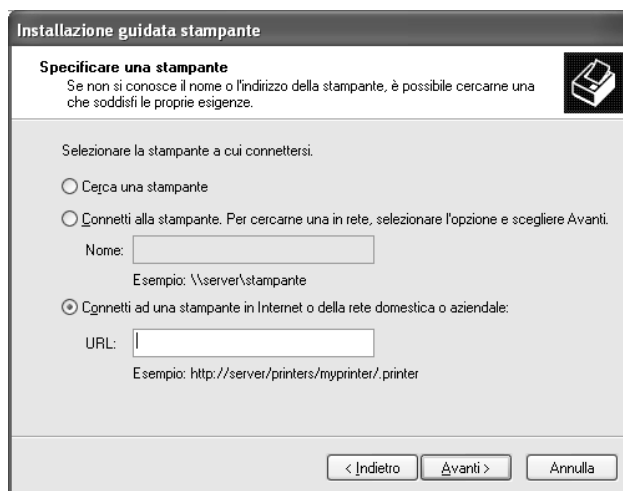 Installazione guidata stampante
Specificare una stampante
Se non si conosce il nome o l'indirizzo della stampante, è possibile cercarne una
che soddisfi le proprie esigenze.
Selezionare la stampante a cui connettersi.
Cerca una stampante
Connetti alla stampante. Per cercarne una in rete, selezionare l'opzione e scegliere Avanti.
Nome:
Esempio: \\server\stampante
Connetti ad una stampante in Internet o della rete domestica o aziendale:
URL:
Esempio: http://server/printers/myprinter/.printer
< Indietro Avanti > Annulla